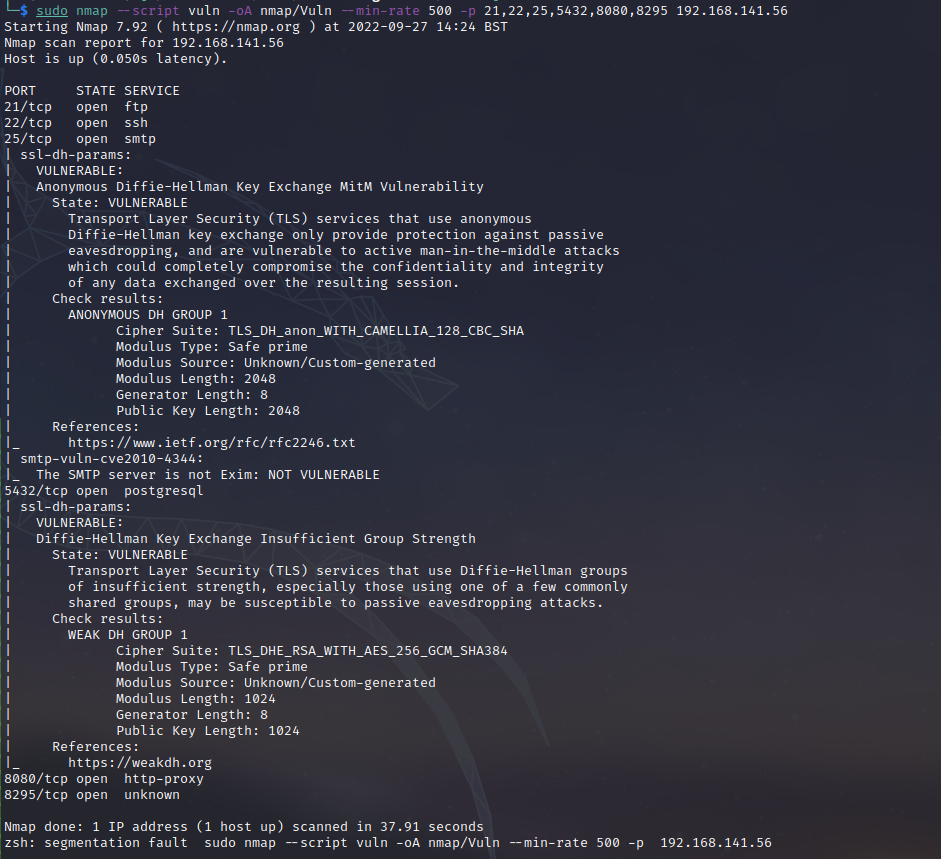 └─$ sudo nmap --script vuln -oA nmap/Vuln --min-rate 500 -p 21,22,25,5432,8080,8295 192.168.141.56
Starting Nmap 7.92 ( https://nmap.org ) at 2022-09-27 14:24 BST
Nmap scan report for 192.168.141.56
Host is up (0.050s latency).

PORT     STATE SERVICE
21/tcp   open  ftp
22/tcp   open  ssh
25/tcp   open  smtp
| ssl-dh-params:
|   VULNERABLE:
|   Anonymous Diffie-Hellman Key Exchange MitM Vulnerability
|     State: VULNERABLE
|       Transport Layer Security (TLS) services that use anonymous
|       Diffie-Hellman key exchange only provide protection against passive
|       eavesdropping, and are vulnerable to active man-in-the-middle attacks
|       which could completely compromise the confidentiality and integrity
|       of any data exchanged over the resulting session.
|     Check results:
|       ANONYMOUS DH GROUP 1
|             Cipher Suite: TLS_DH_anon_WITH_CAMELLIA_128_CBC_SHA
|             Modulus Type: Safe prime
|             Modulus Source: Unknown/Custom-generated
|             Modulus Length: 2048
|             Generator Length: 8
|             Public Key Length: 2048
|     References:
|_      https://www.ietf.org/rfc/rfc2246.txt
| smtp-vuln-cve2010-4344:
|_  The SMTP server is not Exim: NOT VULNERABLE
5432/tcp open  postgresql
| ssl-dh-params:
|   VULNERABLE:
|   Diffie-Hellman Key Exchange Insufficient Group Strength
|     State: VULNERABLE
|       Transport Layer Security (TLS) services that use Diffie-Hellman groups
|       of insufficient strength, especially those using one of a few commonly
|       shared groups, may be susceptible to passive eavesdropping attacks.
|     Check results:
|       WEAK DH GROUP 1
|             Cipher Suite: TLS_DHE_RSA_WITH_AES_256_GCM_SHA384
|             Modulus Type: Safe prime
|             Modulus Source: Unknown/Custom-generated
|             Modulus Length: 1024
|             Generator Length: 8
|             Public Key Length: 1024
|     References:
|_      https://weakdh.org
8080/tcp open  http-proxy
8295/tcp open  unknown

Nmap done: 1 IP address (1 host up) scanned in 37.91 seconds
zsh: segmentation fault  sudo nmap --script vuln -oA nmap/Vuln --min-rate 500 -p  192.168.141.56